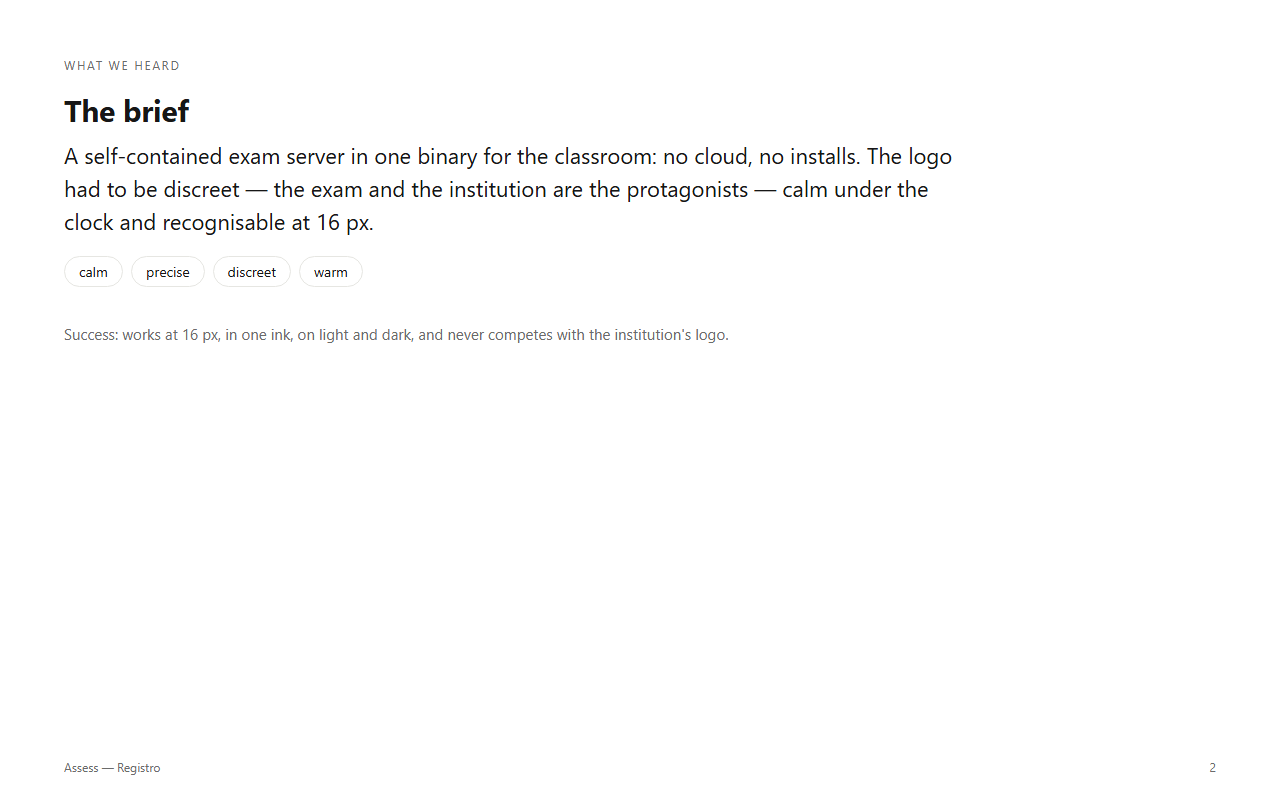 WHAT WE HEARD
The brief
A self-contained exam server in one binary for the classroom: no cloud, no installs. The logo
had to be discreet — the exam and the institution are the protagonists — calm under the
clock and recognisable at 16 px.
calm precise discreet warm
Success: works at 16 px, in one ink, on light and dark, and never competes with the institution's logo.
Assess — Registro 2